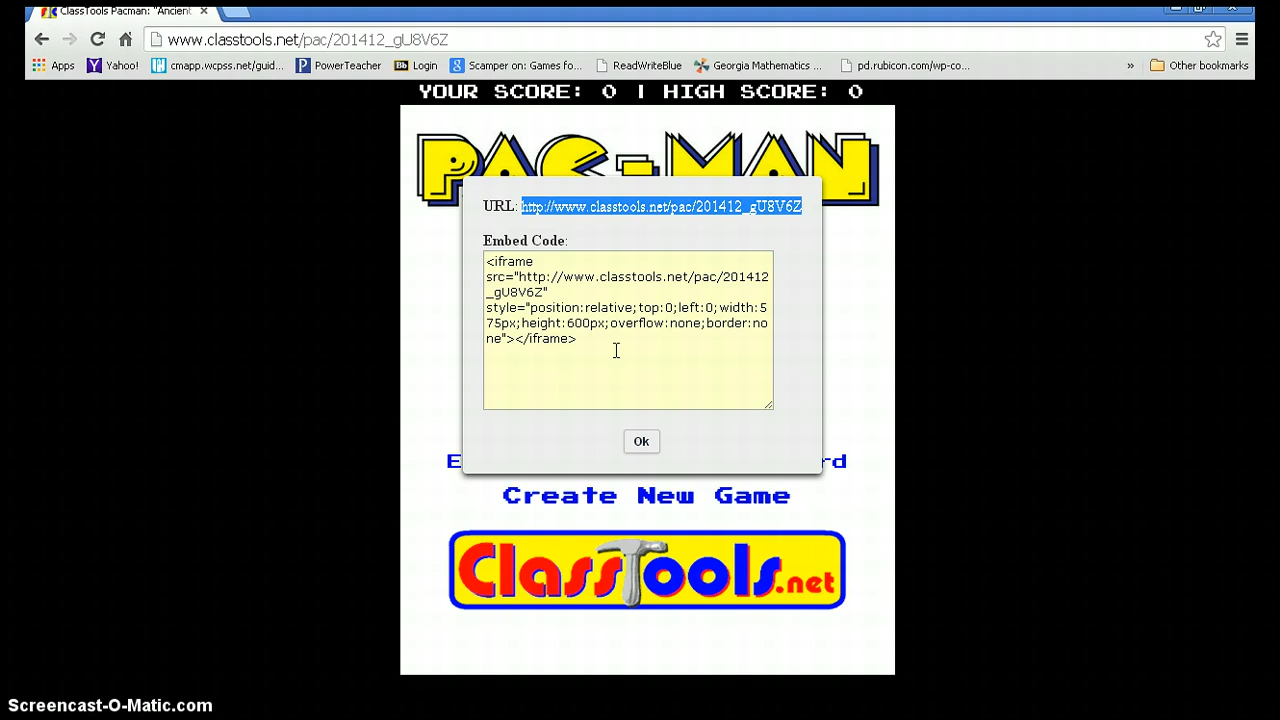 ClassTools Pacman: "Ancient
www.classtools.net/pac/201412_gU8V6Z
Apps Yahoo! cmapp.wcpss.net/guid... PowerTeacher Bb Login Scamper on: Games fo... ReadWriteBlue Georgia Mathematics ... pd.rubicon.com/wp-co... » Other bookmarks
YOUR SCORE: 0 | HIGH SCORE: 0
PAC-MAN
URL: http://www.classtools.net/pac/201412_gU8V6Z
Embed Code:
<iframe
src="http://www.classtools.net/pac/201412
_gU8V6Z"
style="position:relative;top:0;left:0;width:5
75px;height:600px;overflow:none;border:no
ne"></iframe>
Ok
Create New Game
ClassTools.net
Screencast-O-Matic.com